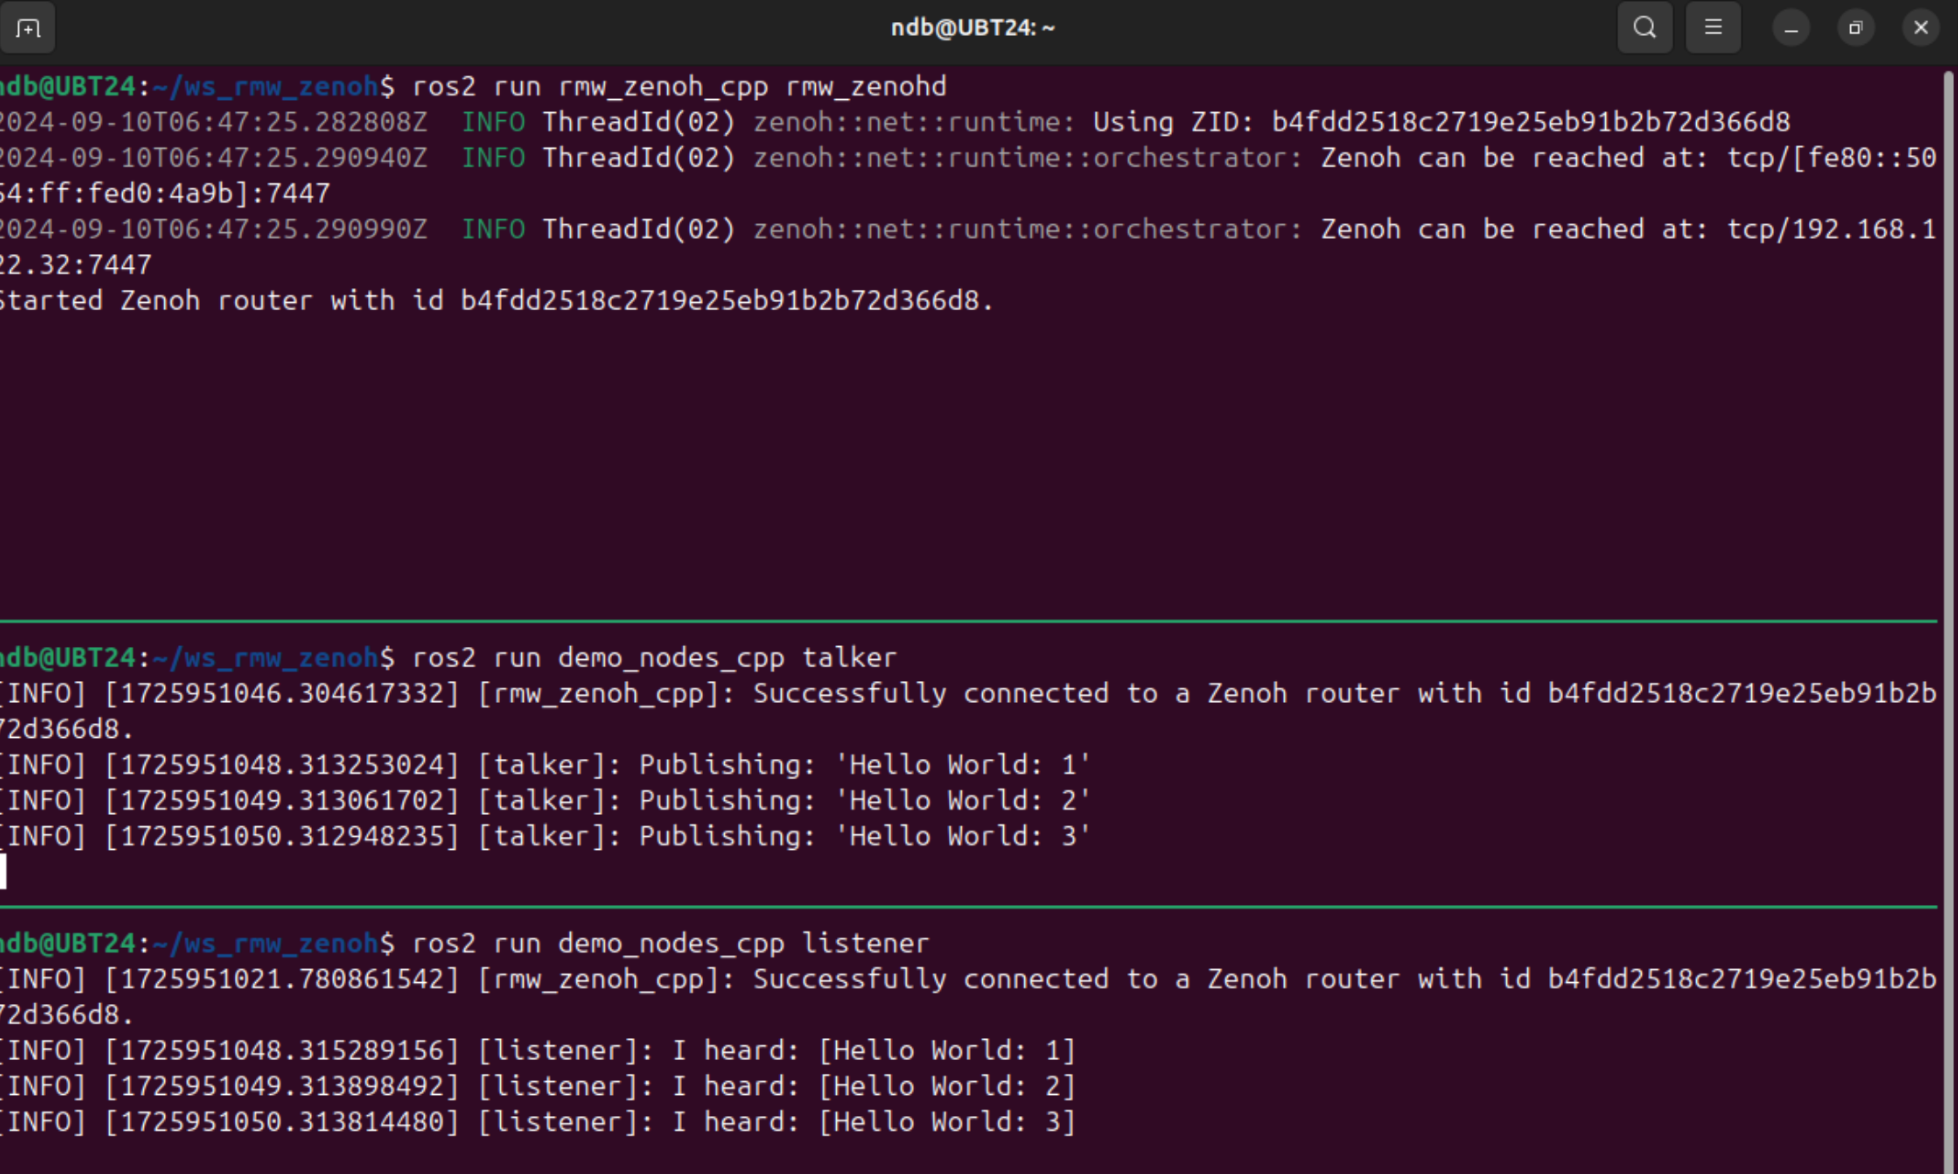 ndb@UBT24: ~
ndb@UBT24:~/ws_rmw_zenoh$ ros2 run rmw_zenoh_cpp rmw_zenohd
2024-09-10T06:47:25.282808Z  INFO ThreadId(02) zenoh::net::runtime: Using ZID: b4fdd2518c2719e25eb91b2b72d366d8
2024-09-10T06:47:25.290940Z  INFO ThreadId(02) zenoh::net::runtime::orchestrator: Zenoh can be reached at: tcp/[fe80::50
54:ff:fed0:4a9b]:7447
2024-09-10T06:47:25.290990Z  INFO ThreadId(02) zenoh::net::runtime::orchestrator: Zenoh can be reached at: tcp/192.168.1
22.32:7447
Started Zenoh router with id b4fdd2518c2719e25eb91b2b72d366d8.
ndb@UBT24:~/ws_rmw_zenoh$ ros2 run demo_nodes_cpp talker
[INFO] [1725951046.304617332] [rmw_zenoh_cpp]: Successfully connected to a Zenoh router with id b4fdd2518c2719e25eb91b2b
72d366d8.
[INFO] [1725951048.313253024] [talker]: Publishing: 'Hello World: 1'
[INFO] [1725951049.313061702] [talker]: Publishing: 'Hello World: 2'
[INFO] [1725951050.312948235] [talker]: Publishing: 'Hello World: 3'
ndb@UBT24:~/ws_rmw_zenoh$ ros2 run demo_nodes_cpp listener
[INFO] [1725951021.780861542] [rmw_zenoh_cpp]: Successfully connected to a Zenoh router with id b4fdd2518c2719e25eb91b2b
72d366d8.
[INFO] [1725951048.315289156] [listener]: I heard: [Hello World: 1]
[INFO] [1725951049.313898492] [listener]: I heard: [Hello World: 2]
[INFO] [1725951050.313814480] [listener]: I heard: [Hello World: 3]